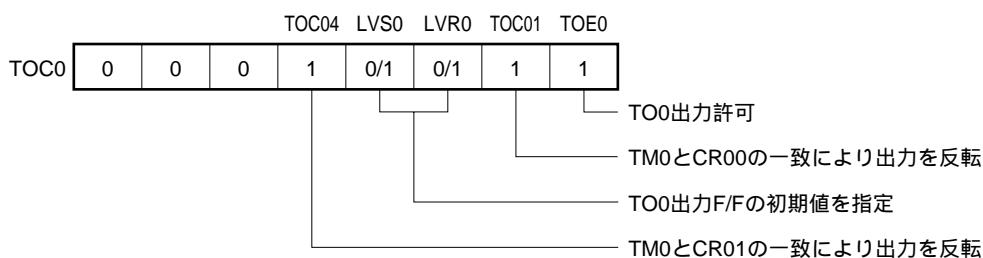 TOC04 LVS0 LVR0 TOC01 TOE0
TOC0 0 0 0 1 0/1 0/1 1 1
TO0出力許可
TM0とCR00の一致により出力を反転
TO0出力F/Fの初期値を指定
TM0とCR01の一致により出力を反転